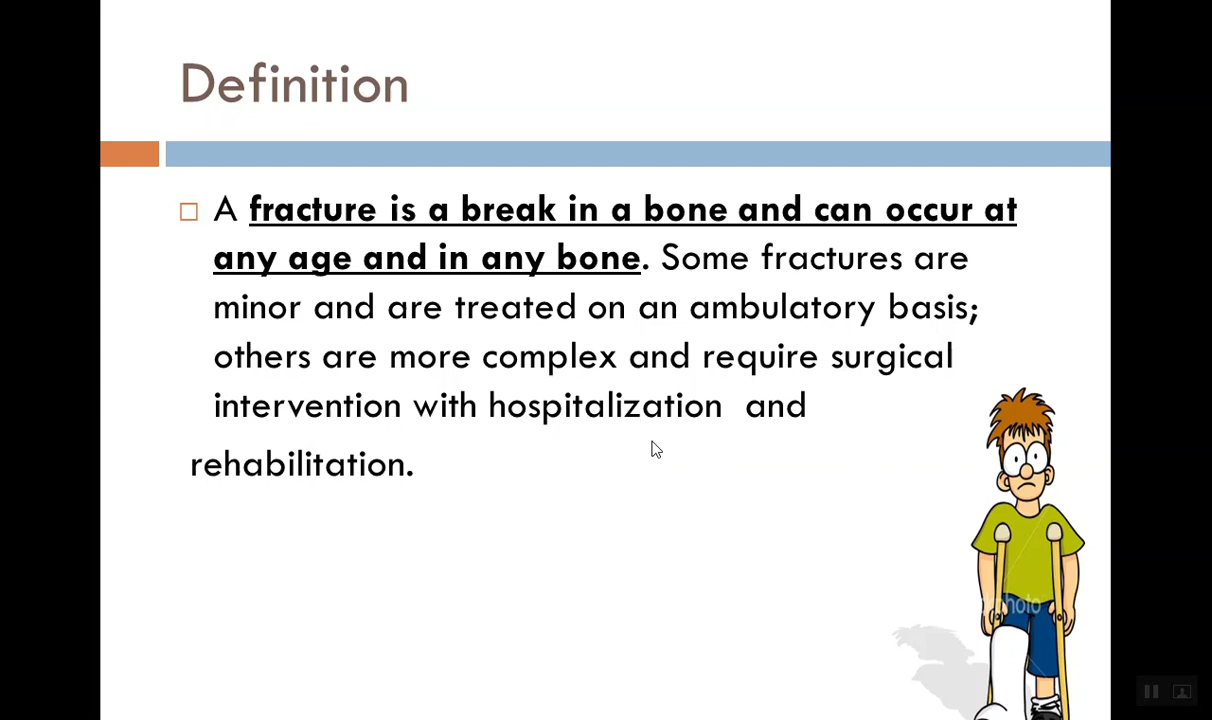 Definition
A fracture is a break in a bone and can occur at
any age and in any bone. Some fractures are
minor and are treated on an ambulatory basis;
others are more complex and require surgical
intervention with hospitalization and
rehabilitation.